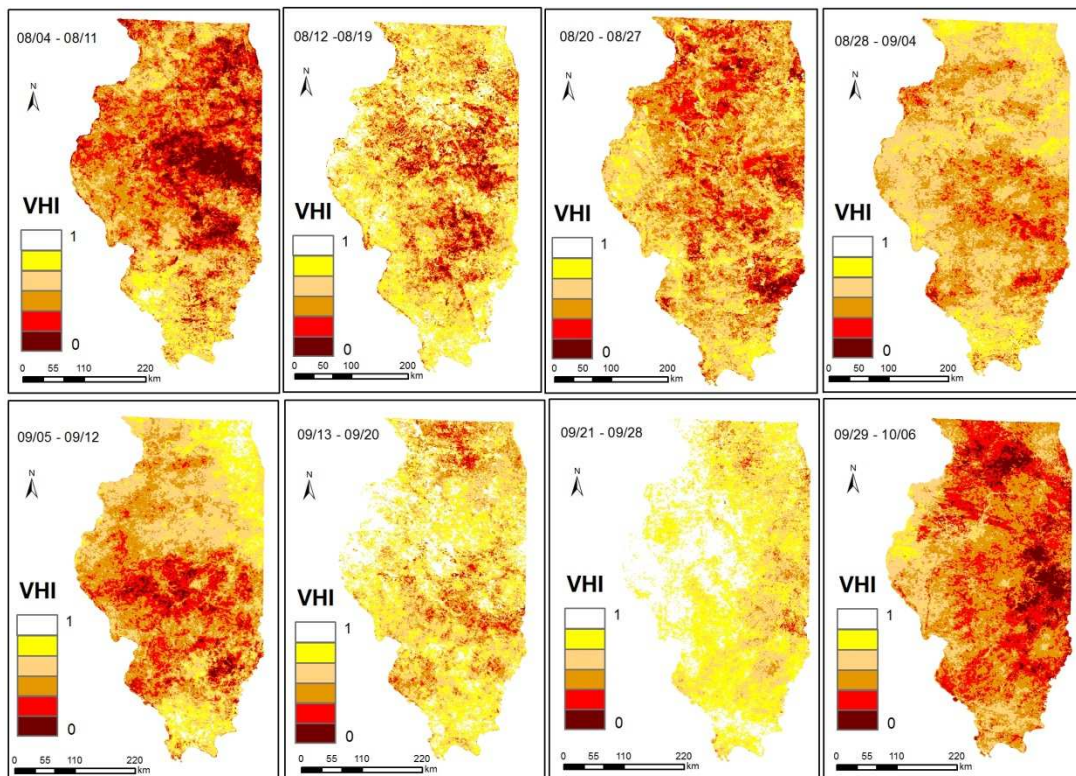 08/04 - 08/11
N
VHI
1
0
0 55 110 220
km
08/12 -08/19
N
VHI
1
0
0 50 100 200
km
08/20 - 08/27
N
VHI
1
0
0 50 100 200
km
08/28 - 09/04
N
VHI
1
0
0 50 100 200
km
09/05 - 09/12
N
VHI
1
0
0 55 110 220
km
09/13 - 09/20
N
VHI
1
0
0 55 110 220
km
09/21 - 09/28
N
VHI
1
0
0 55 110 220
km
09/29 - 10/06
N
VHI
1
0
0 55 110 220
km